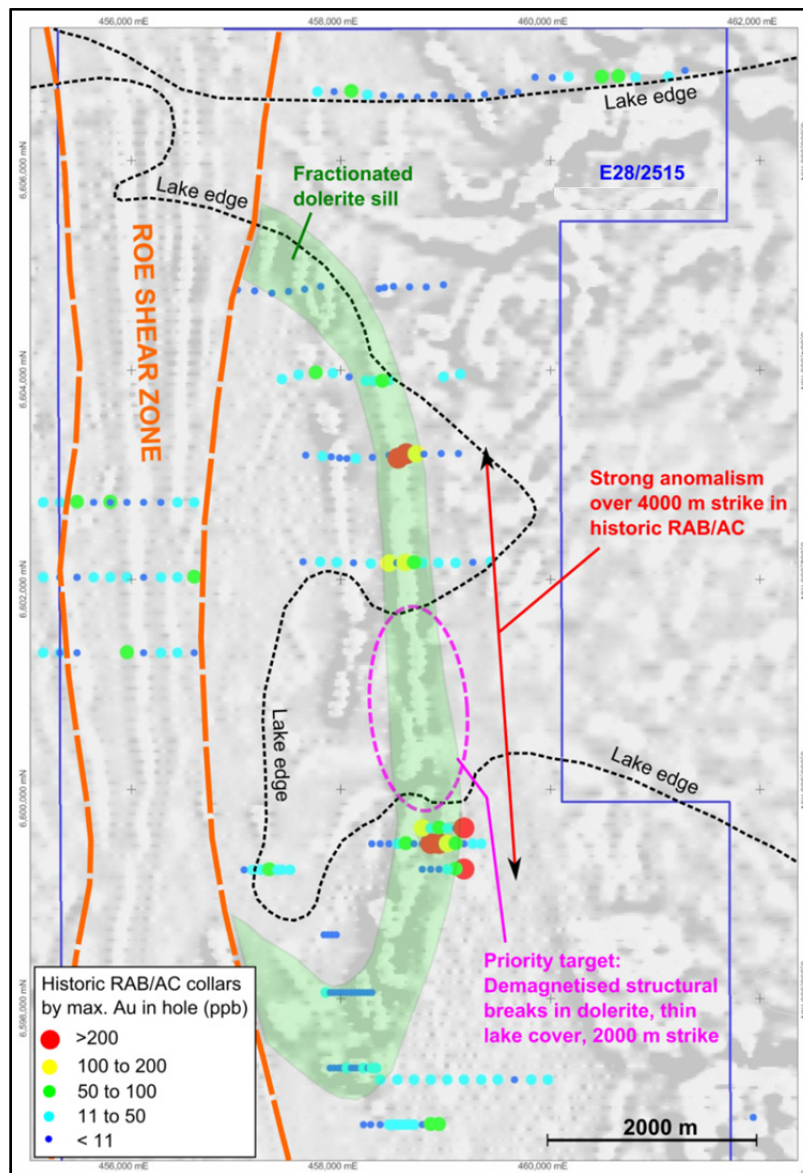 456,000 mE
458,000 mE
460,000 mE
462,000 mE
Lake edge
E28/2515
6,606,000 mN
Fractionated
dolerite sill
Lake edge
ROE SHEAR ZONE
6,604,000 mN
Strong anomalism
over 4000 m strike in
historic RAB/AC
6,602,000 mN
Lake edge
Lake edge
6,600,000 mN
Priority target:
Demagnetised structural
breaks in dolerite, thin
lake cover, 2000 m strike
Historic RAB/AC collars
by max. Au in hole (ppb)
>200
100 to 200
50 to 100
11 to 50
< 11
6,598,000 mN
2000 m
456,000 mE
458,000 mE
460,000 mE